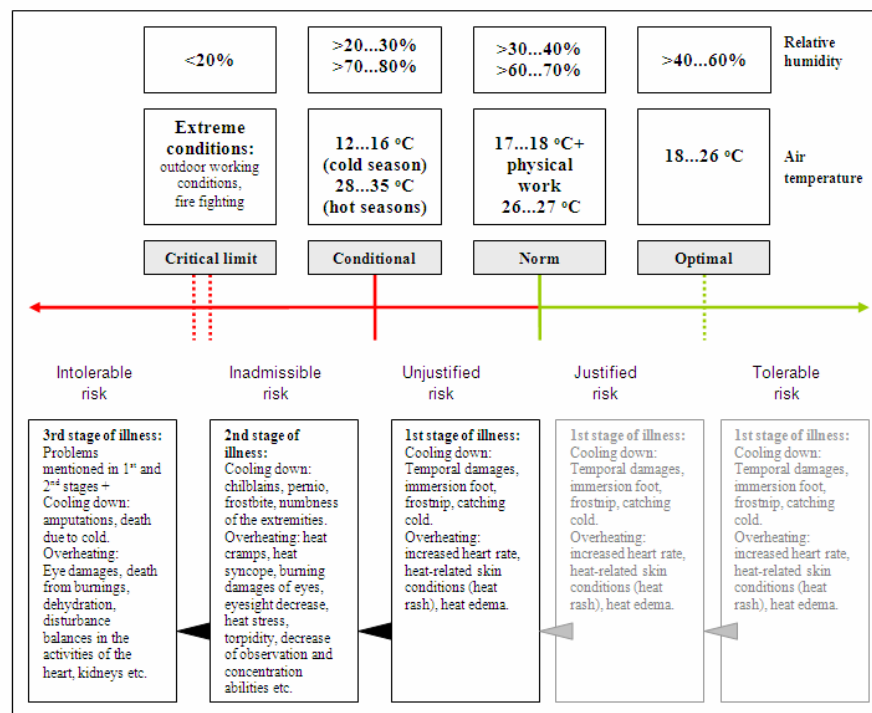 <20%
>20...30%
>70...80%
>30...40%
>60...70%
>40...60%
Relative
humidity
Extreme
conditions:
outdoor working
conditions,
fire fighting
12...16 °C
(cold season)
28...35 °C
(hot seasons)
17...18 °C+
physical
work
26...27 °C
18...26 °C
Air
temperature
Critical limit
Conditional
Norm
Optimal
Intolerable
risk
Inadmissible
risk
Unjustified
risk
Justified
risk
Tolerable
risk
3rd stage of illness:
Problems
mentioned in 1st and
2nd stages +
Cooling down:
amputations, death
due to cold.
Overheating:
Eye damages, death
from burnings,
dehydration,
disturbance
balances in the
activities of the
heart, kidneys etc.
2nd stage of
illness:
Cooling down:
chilblains, pernio,
frostbite, numbness
of the extremities.
Overheating: heat
cramps, heat
syncope, burning
damages of eyes,
eyesight decrease,
heat stress,
torpidity, decrease
of observation and
concentration
abilities etc.
1st stage of illness:
Cooling down:
Temporal damages,
immersion foot,
frostnip, catching
cold.
Overheating:
increased heart rate,
heat-related skin
conditions (heat
rash), heat edema.
1st stage of illness:
Cooling down:
Temporal damages,
immersion foot,
frostnip, catching
cold.
Overheating:
increased heart rate,
heat-related skin
conditions (heat
rash), heat edema.
1st stage of illness:
Cooling down:
Temporal damages,
immersion foot,
frostnip, catching
cold.
Overheating:
increased heart rate,
heat-related skin
conditions (heat
rash), heat edema.